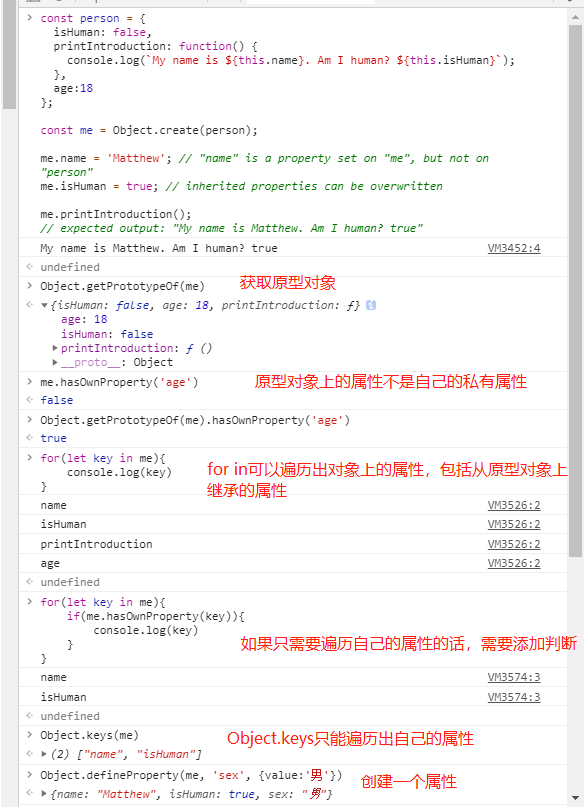 const person = {
isHuman: false,
printIntroduction: function() {
console.log(`My name is ${this.name}. Am I human? ${this.isHuman}`);
},
age:18
};
const me = Object.create(person);
me.name = 'Matthew'; // "name" is a property set on "me", but not on
"person"
me.isHuman = true; // inherited properties can be overwritten
me.printIntroduction();
// expected output: "My name is Matthew. Am I human? true"
My name is Matthew. Am I human? true VM3452:4
undefined
Object.getPrototypeOf(me) 获取原型对象
{isHuman: false, age: 18, printIntroduction: ƒ}
age: 18
isHuman: false
printIntroduction: ƒ ()
__proto__: Object
me.hasOwnProperty('age') 原型对象上的属性不是自己的私有属性
false
Object.getPrototypeOf(me).hasOwnProperty('age')
true
for(let key in me){
console.log(key)
}
for in可以遍历出对象上的属性，包括从原型对象上
继承的属性
name VM3526:2
isHuman VM3526:2
printIntroduction VM3526:2
age VM3526:2
undefined
for(let key in me){
if(me.hasOwnProperty(key)){
console.log(key)
}
}
如果只需要遍历自己的属性的话，需要添加判断
name VM3574:3
isHuman VM3574:3
undefined
Object.keys(me) Object.keys只能遍历出自己的属性
(2) ["name", "isHuman"]
Object.defineProperty(me, 'sex', {value:'男'}) 创建一个属性
{name: "Matthew", isHuman: true, sex: "男"}